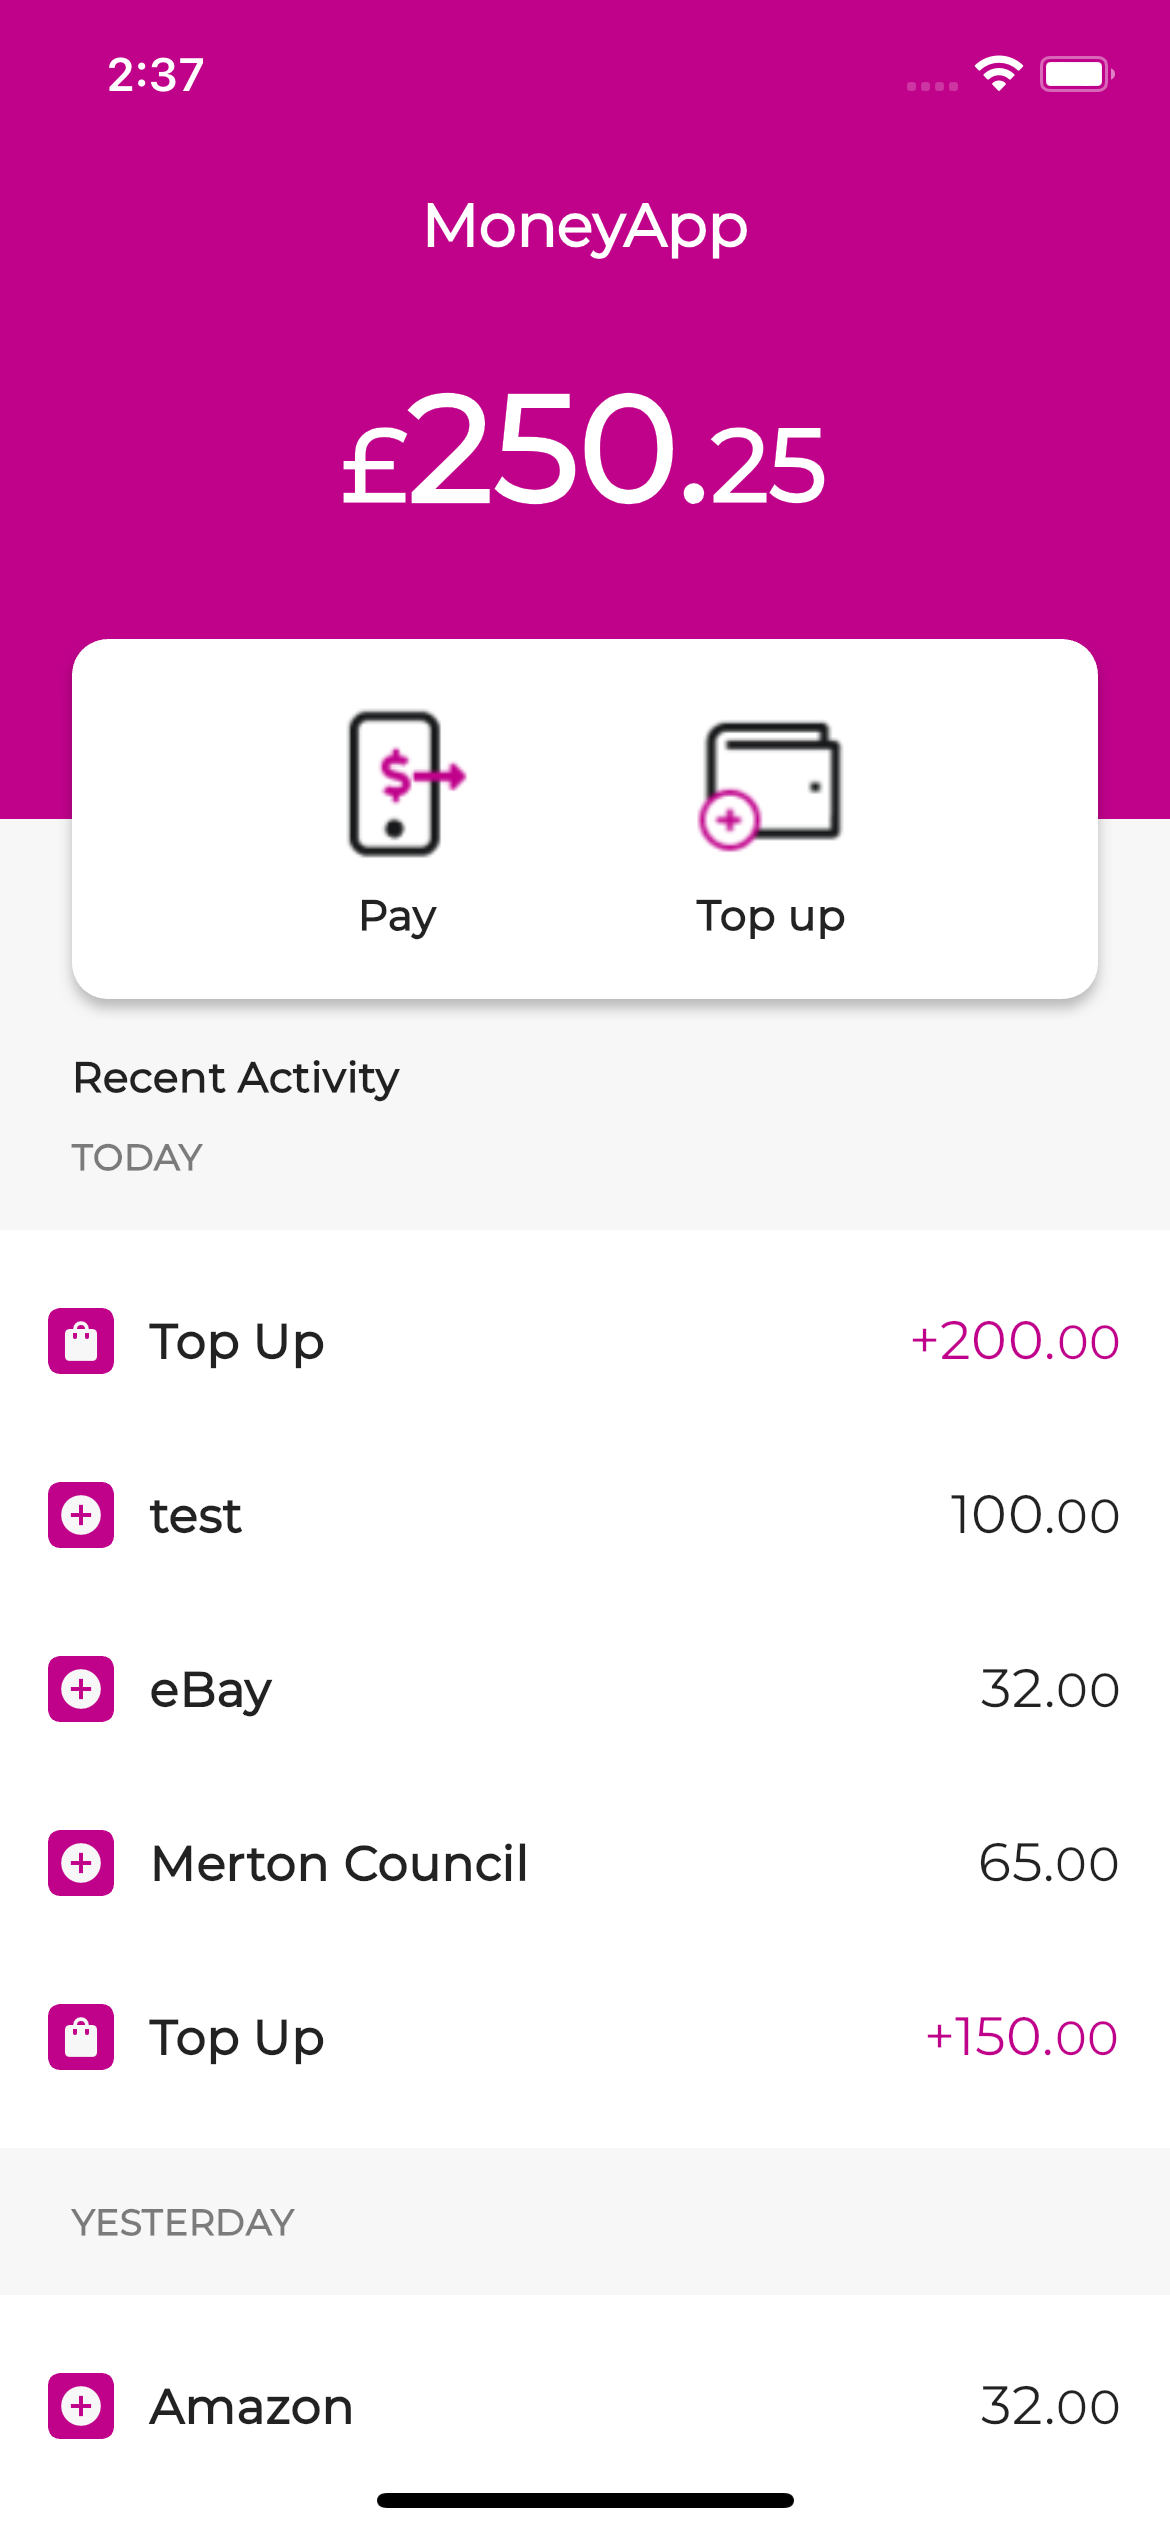 2:37
MoneyApp
£250.25
$
Pay
Top up
Recent Activity
TODAY
Top Up +200.00
test 100.00
eBay 32.00
Merton Council 65.00
Top Up +150.00
YESTERDAY
Amazon 32.00